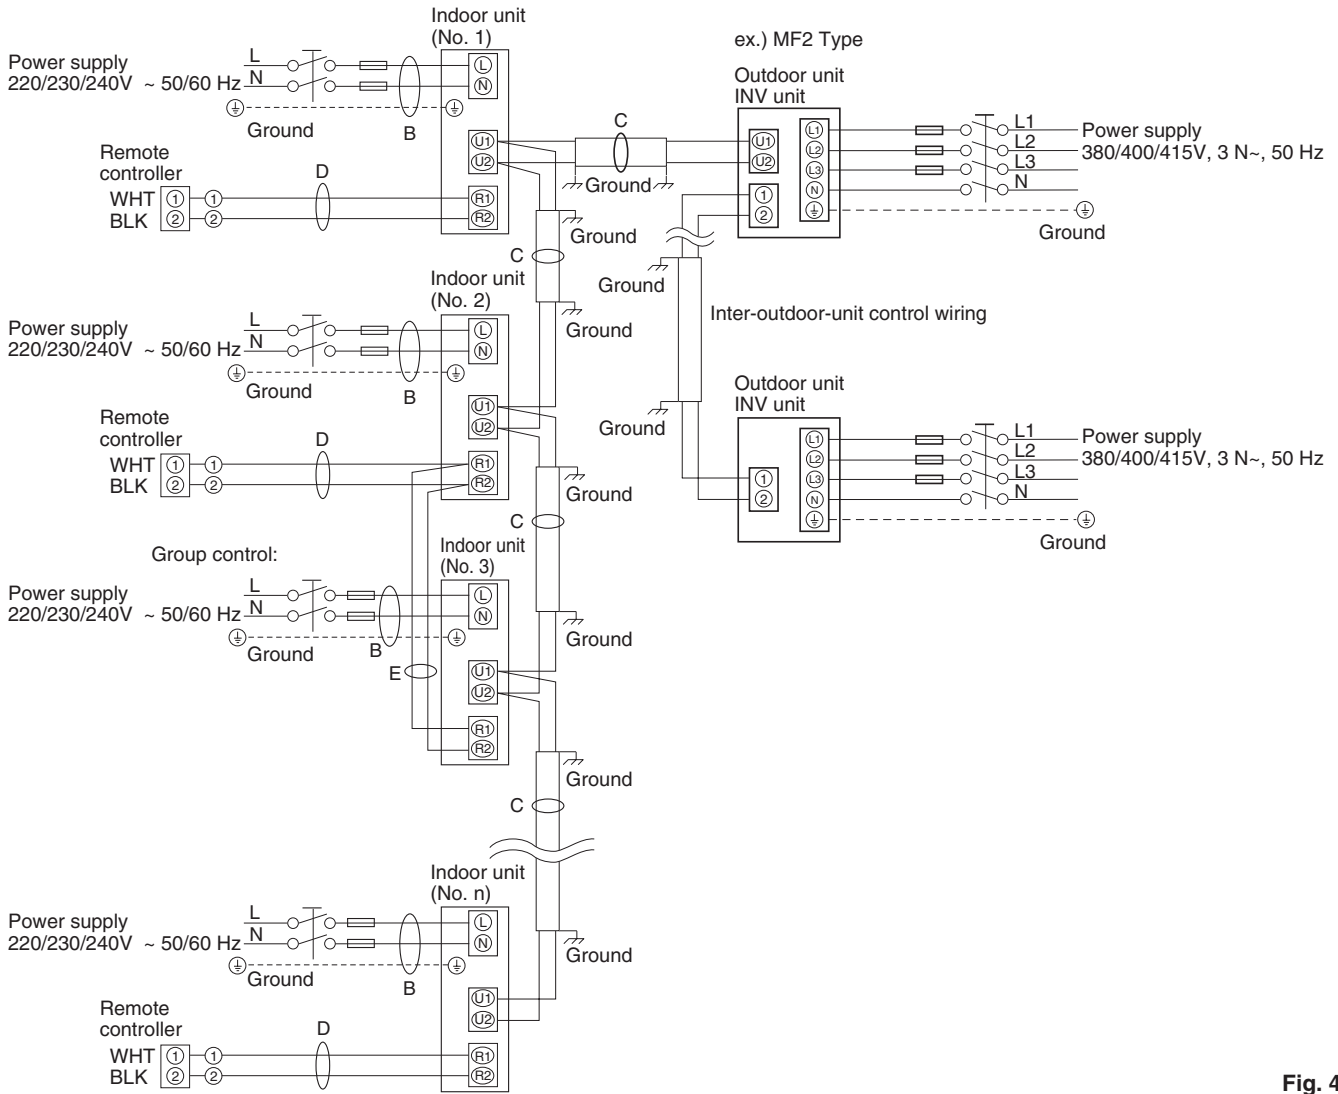 Indoor unit
(No. 1)
Power supply
220/230/240V ~ 50/60 Hz
L
N
Ground
B
L
N
U1
U2
R1
R2
Remote
controller
WHT
BLK
1
2
1
2
D
C
Ground
Ground
C
Ground
ex.) MF2 Type
Outdoor unit
INV unit
U1
U2
1
2
L1
L2
L3
N
L1
L2
L3
N
Power supply
380/400/415V, 3 N~, 50 Hz
Ground
Ground
Inter-outdoor-unit control wiring
Ground
Outdoor unit
INV unit
1
2
L1
L2
L3
N
L1
L2
L3
N
Power supply
380/400/415V, 3 N~, 50 Hz
Ground
Indoor unit
(No. 2)
Power supply
220/230/240V ~ 50/60 Hz
L
N
Ground
B
L
N
U1
U2
R1
R2
Remote
controller
WHT
BLK
1
2
1
2
D
Ground
C
Ground
Group control:
Indoor unit
(No. 3)
Power supply
220/230/240V ~ 50/60 Hz
L
N
Ground
B
E
L
N
U1
U2
R1
R2
Ground
C
Ground
Indoor unit
(No. n)
Power supply
220/230/240V ~ 50/60 Hz
L
N
Ground
B
L
N
U1
U2
R1
R2
Remote
controller
WHT
BLK
1
2
1
2
D
Fig. 4